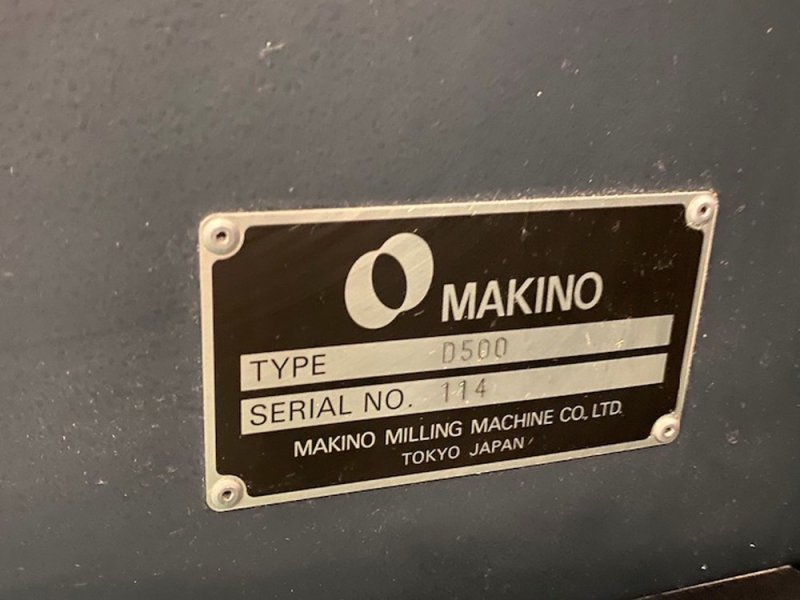 MAKINO
TYPE D500
SERIAL NO. 114
MAKINO MILLING MACHINE CO., LTD.
TOKYO JAPAN